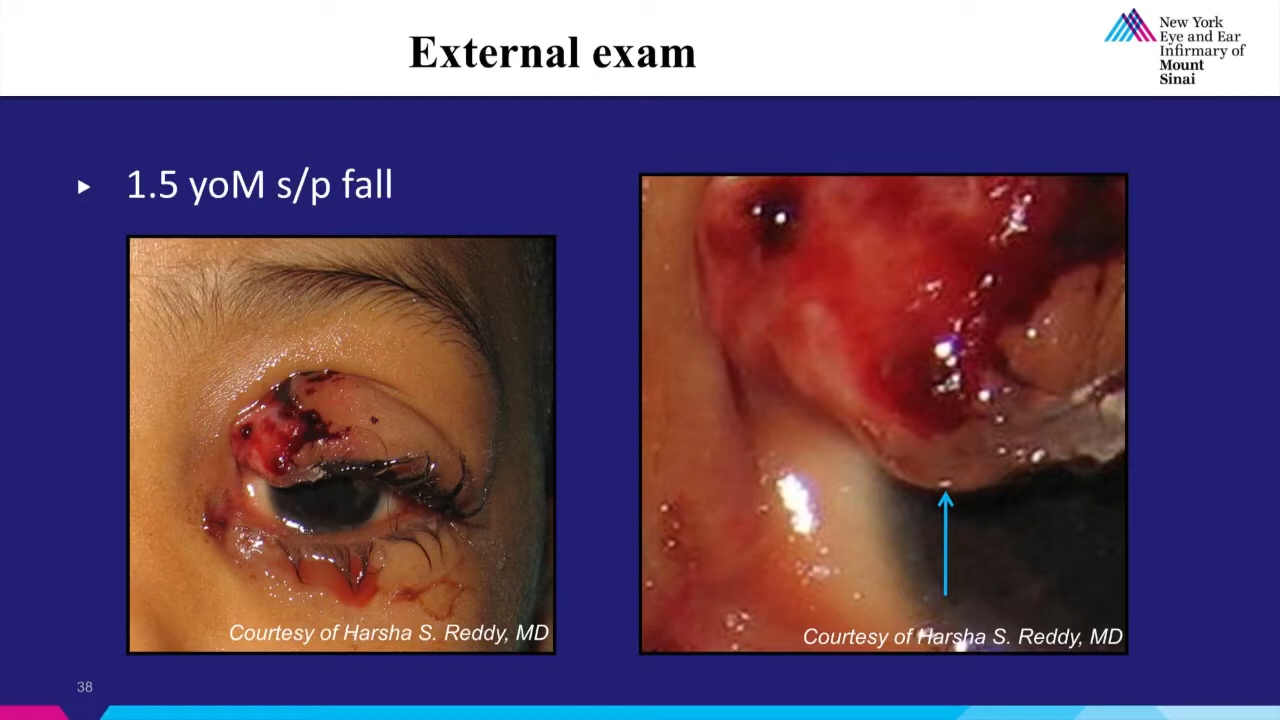 External exam
New York
Eye and Ear
Infirmary of
Mount
Sinai
1.5 yoM s/p fall
Courtesy of Harsha S. Reddy, MD
Courtesy of Harsha S. Reddy, MD
38